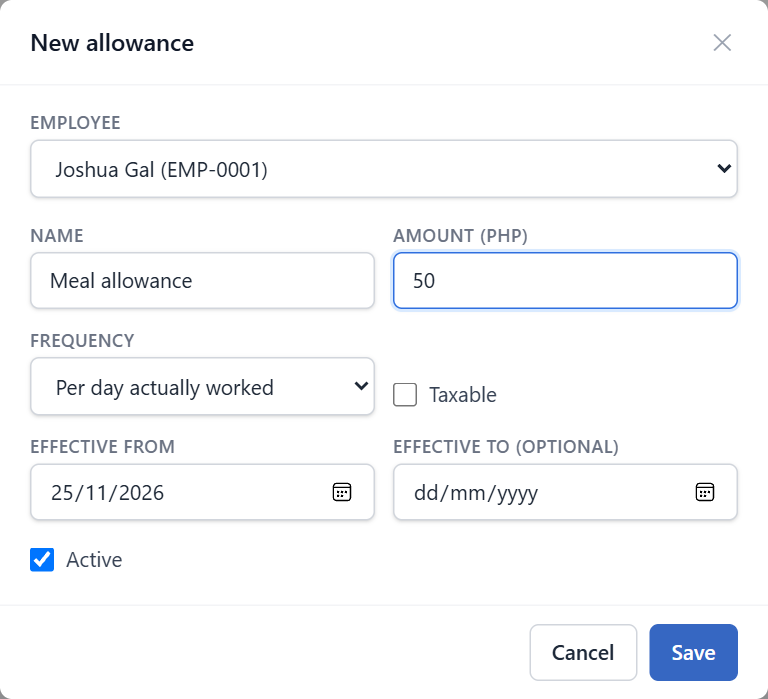 New allowance
EMPLOYEE
Joshua Gal (EMP-0001)
NAME
AMOUNT (PHP)
Meal allowance
50
FREQUENCY
Per day actually worked
Taxable
EFFECTIVE FROM
EFFECTIVE TO (OPTIONAL)
25/11/2026
dd/mm/yyyy
Active
Cancel
Save